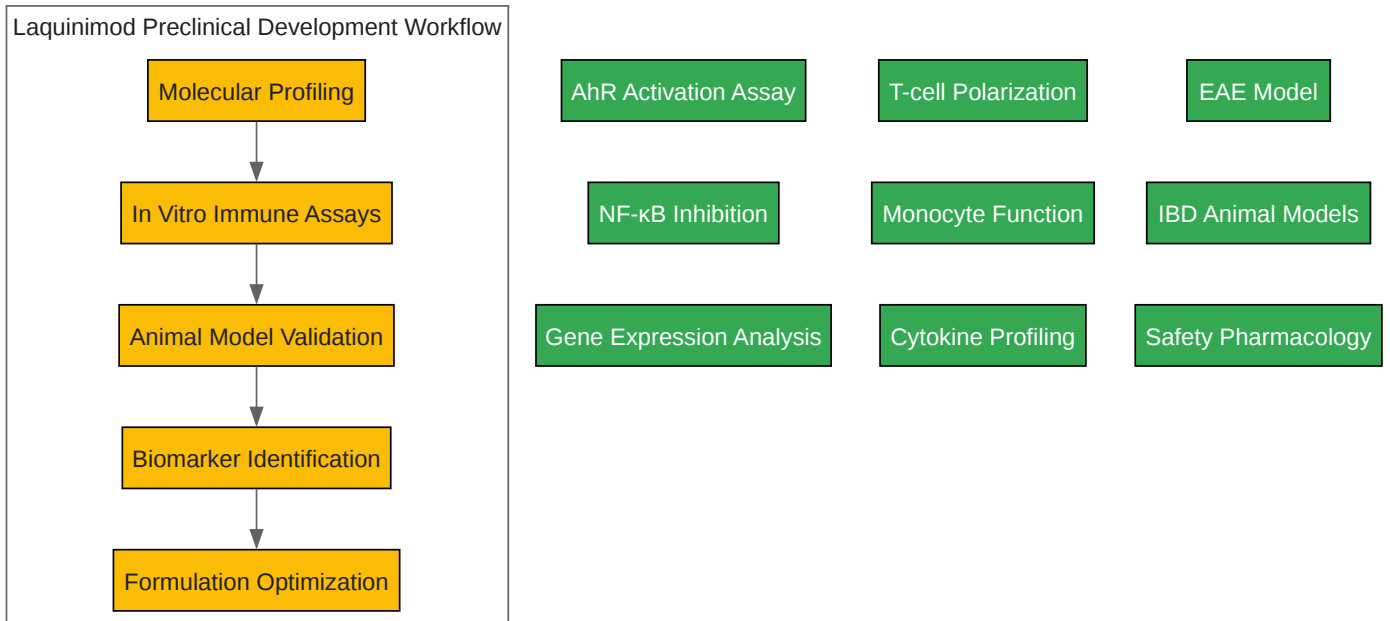 Laquinimod Preclinical Development Workflow
Molecular Profiling
In Vitro Immune Assays
Animal Model Validation
Biomarker Identification
Formulation Optimization
AhR Activation Assay
NF-κB Inhibition
Gene Expression Analysis
T-cell Polarization
Monocyte Function
Cytokine Profiling
EAE Model
IBD Animal Models
Safety Pharmacology